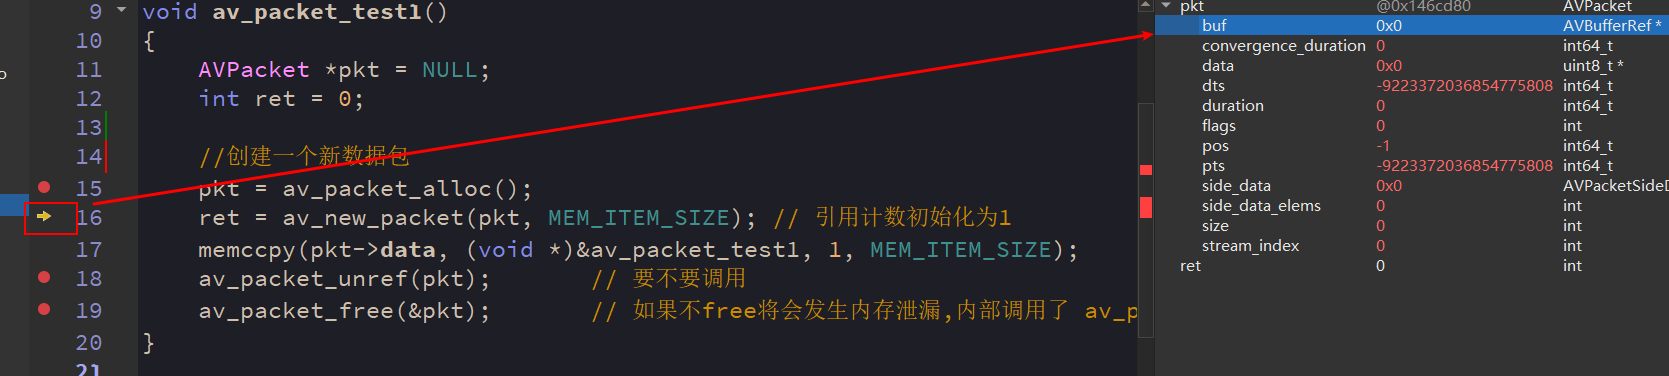 o
9 void av_packet_test1()
10 {
11 AVPacket *pkt = NULL;
12 int ret = 0;
13
14 //创建一个新数据包
15 pkt = av_packet_alloc();
16 ret = av_new_packet(pkt, MEM_ITEM_SIZE); // 引用计数初始化为1
17 memccpy(pkt->data, (void *)&av_packet_test1, 1, MEM_ITEM_SIZE);
18 av_packet_unref(pkt); // 要不要调用
19 av_packet_free(&pkt); // 如果不free将会发生内存泄漏,内部调用了 av_p
20 }
21
pkt @0x146cd80 AVPacket
buf 0x0 AVBufferRef *
convergence_duration 0 int64_t
data 0x0 uint8_t *
dts -9223372036854775808 int64_t
duration 0 int64_t
flags 0 int
pos -1 int64_t
pts -9223372036854775808 int64_t
side_data 0x0 AVPacketSideD
side_data_elems 0 int
size 0 int
stream_index 0 int
ret 0 int